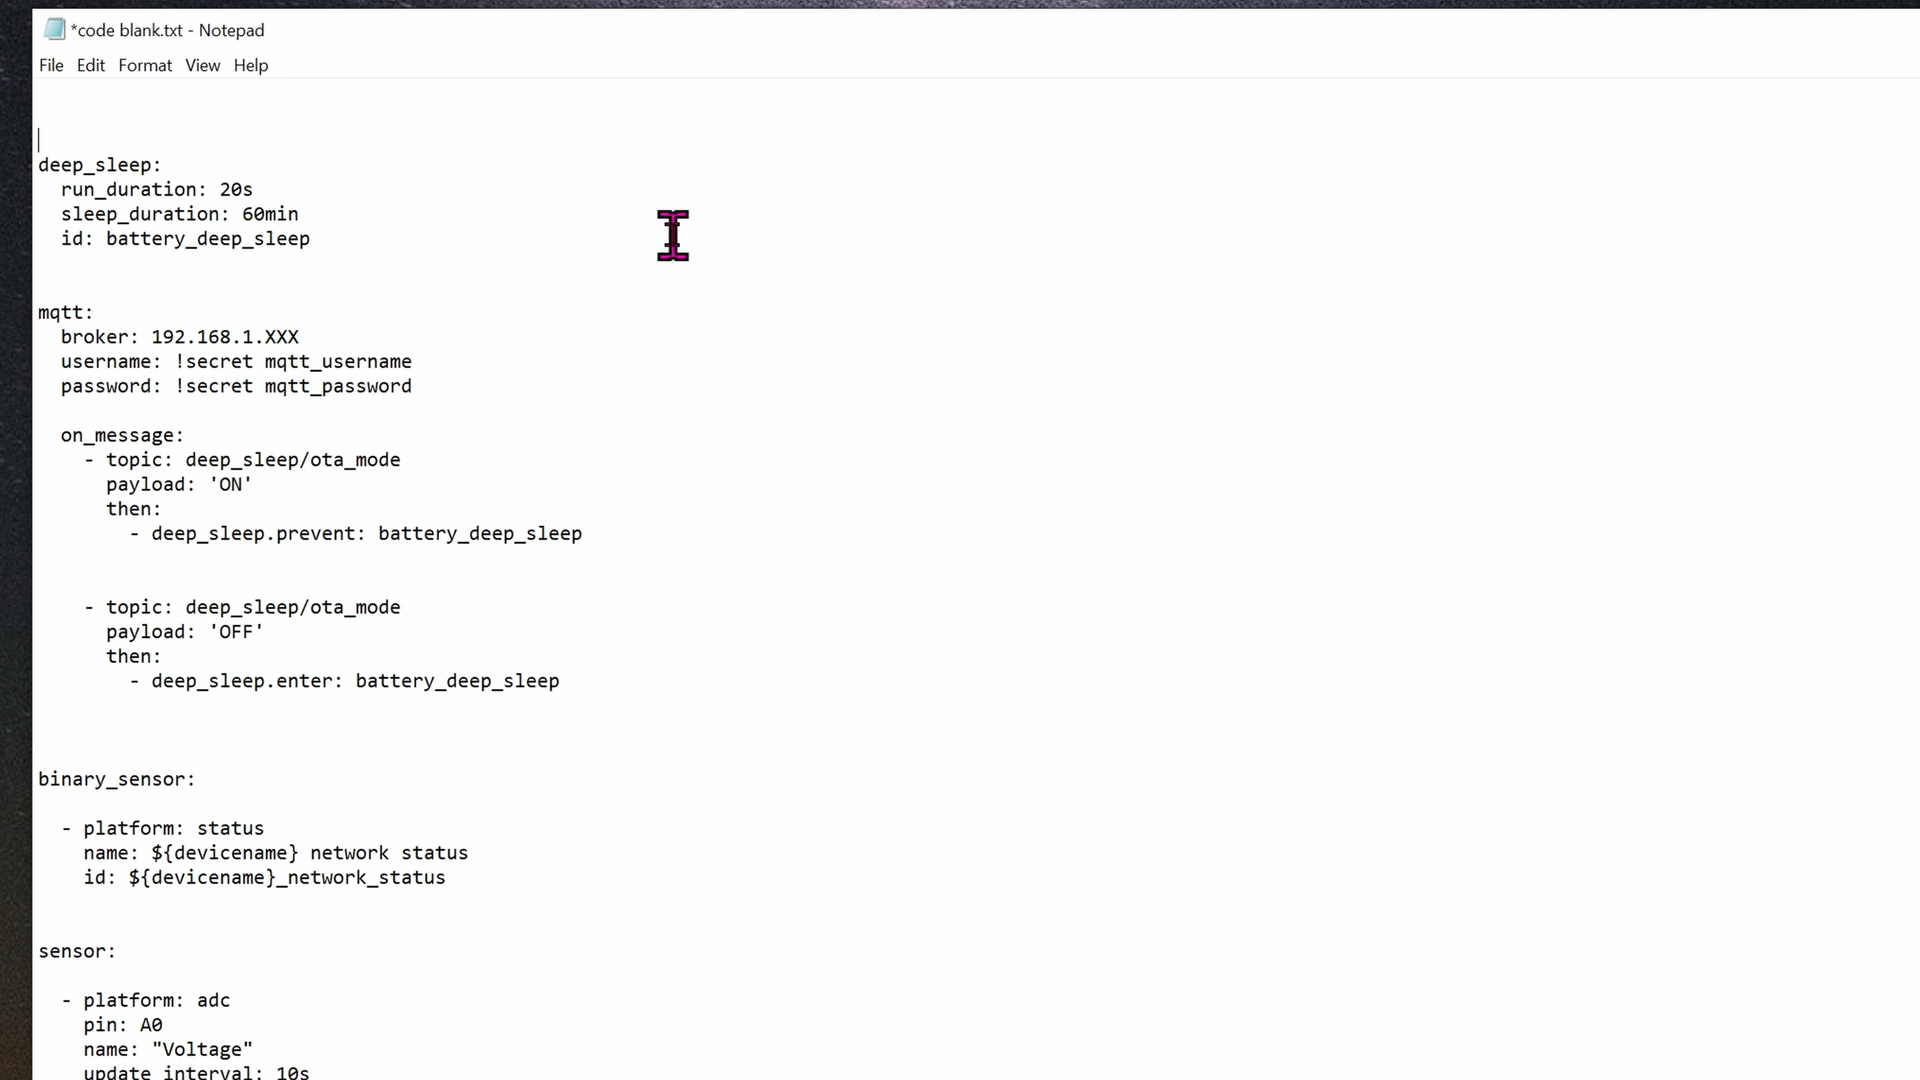 *code blank.txt - Notepad
File Edit Format View Help
deep_sleep:
  run_duration: 20s
  sleep_duration: 60min
  id: battery_deep_sleep
mqtt:
  broker: 192.168.1.XXX
  username: !secret mqtt_username
  password: !secret mqtt_password
  on_message:
    - topic: deep_sleep/ota_mode
      payload: 'ON'
      then:
        - deep_sleep.prevent: battery_deep_sleep
    - topic: deep_sleep/ota_mode
      payload: 'OFF'
      then:
        - deep_sleep.enter: battery_deep_sleep
binary_sensor:
  - platform: status
    name: ${devicename} network status
    id: ${devicename}_network_status
sensor:
  - platform: adc
    pin: A0
    name: "Voltage"
    update_interval: 10s